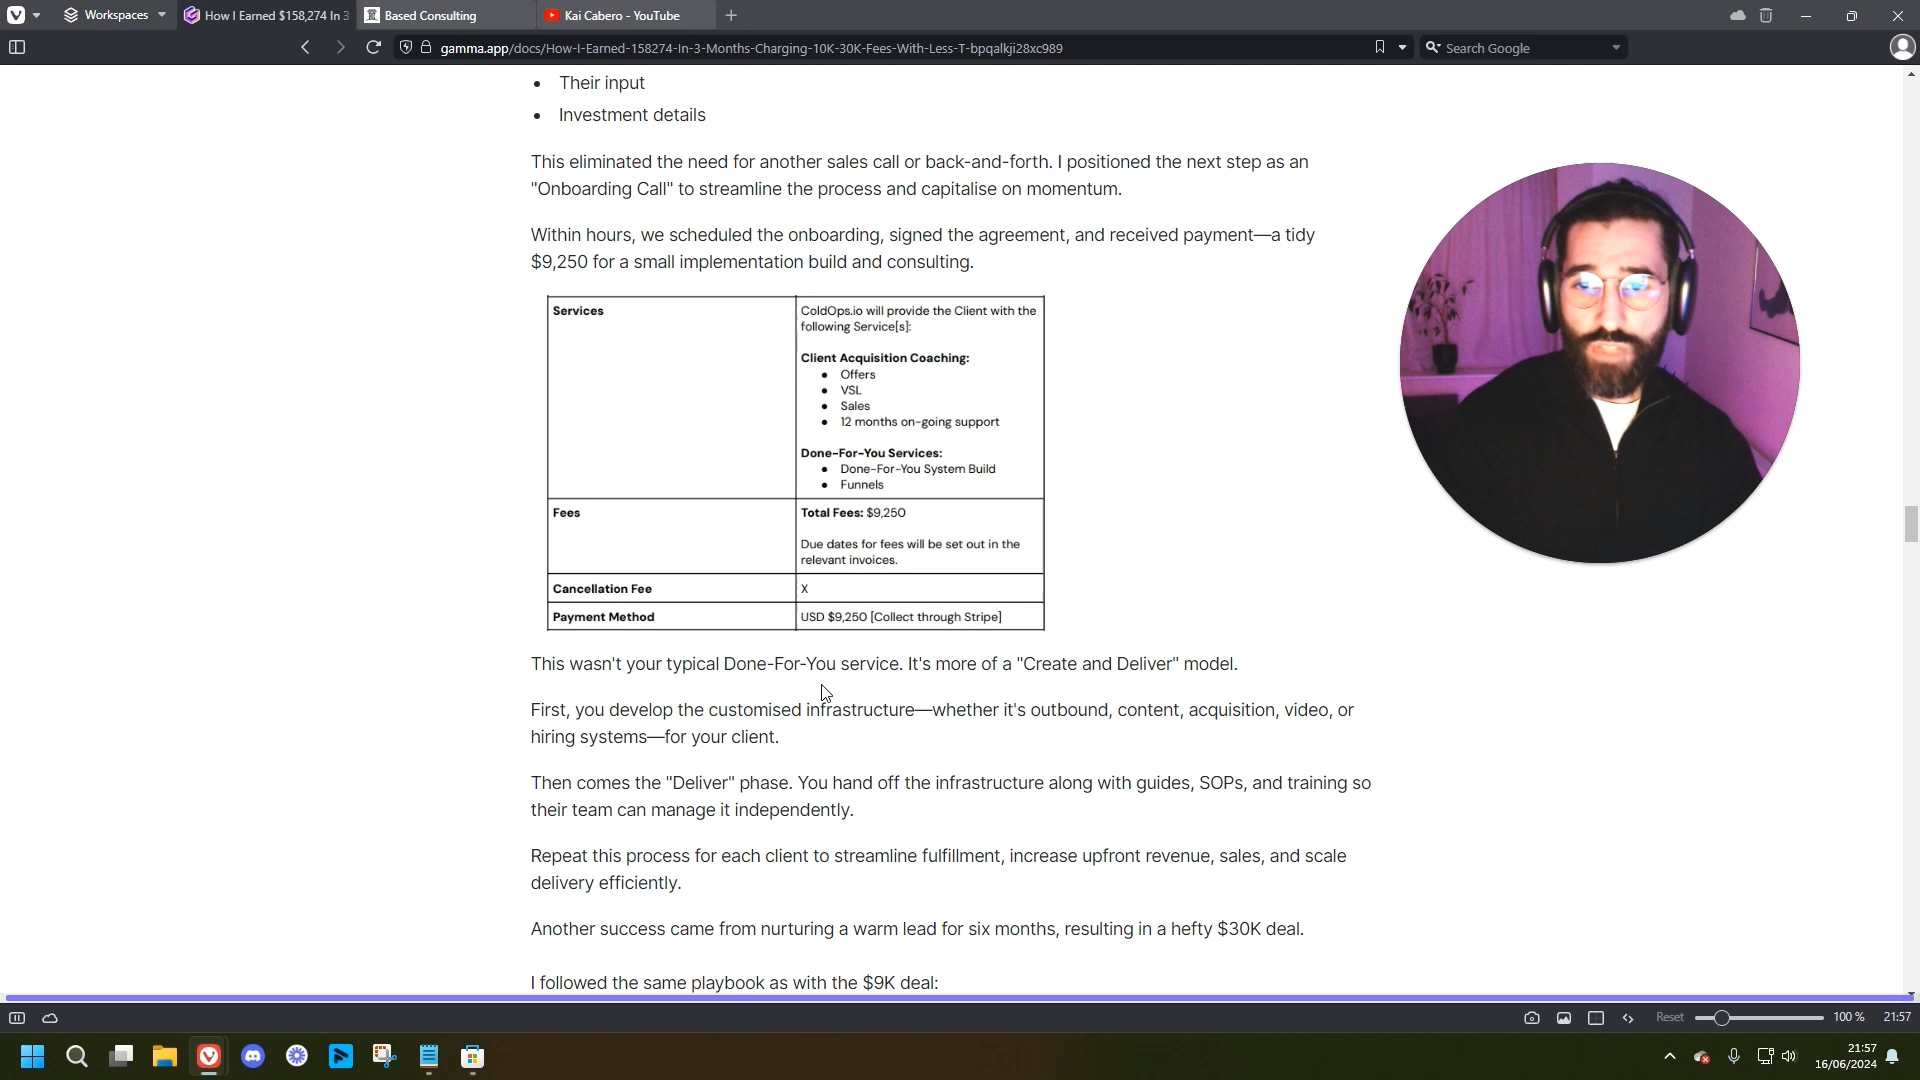 Workspaces
How I Earned $158,274 In 3
Based Consulting
Kai Cabero - YouTube
gamma.app/docs/How-I-Earned-158274-In-3-Months-Charging-10K-30K-Fees-With-Less-T-bpqalkji28xc989
Search Google
• Their input
• Investment details
This eliminated the need for another sales call or back-and-forth. I positioned the next step as an
"Onboarding Call" to streamline the process and capitalise on momentum.
Within hours, we scheduled the onboarding, signed the agreement, and received payment—a tidy
$9,250 for a small implementation build and consulting.
Services
ColdOps.io will provide the Client with the
following Service[s]:
Client Acquisition Coaching:
• Offers
• VSL
• Sales
• 12 months on-going support
Done-For-You Services:
• Done-For-You System Build
• Funnels
Fees
Total Fees: $9,250
Due dates for fees will be set out in the
relevant invoices.
Cancellation Fee
X
Payment Method
USD $9,250 [Collect through Stripe]
This wasn't your typical Done-For-You service. It's more of a "Create and Deliver" model.
First, you develop the customised infrastructure—whether it's outbound, content, acquisition, video, or
hiring systems—for your client.
Then comes the "Deliver" phase. You hand off the infrastructure along with guides, SOPs, and training so
their team can manage it independently.
Repeat this process for each client to streamline fulfillment, increase upfront revenue, sales, and scale
delivery efficiently.
Another success came from nurturing a warm lead for six months, resulting in a hefty $30K deal.
I followed the same playbook as with the $9K deal:
Reset
100 %
21:57
21:57
16/06/2024